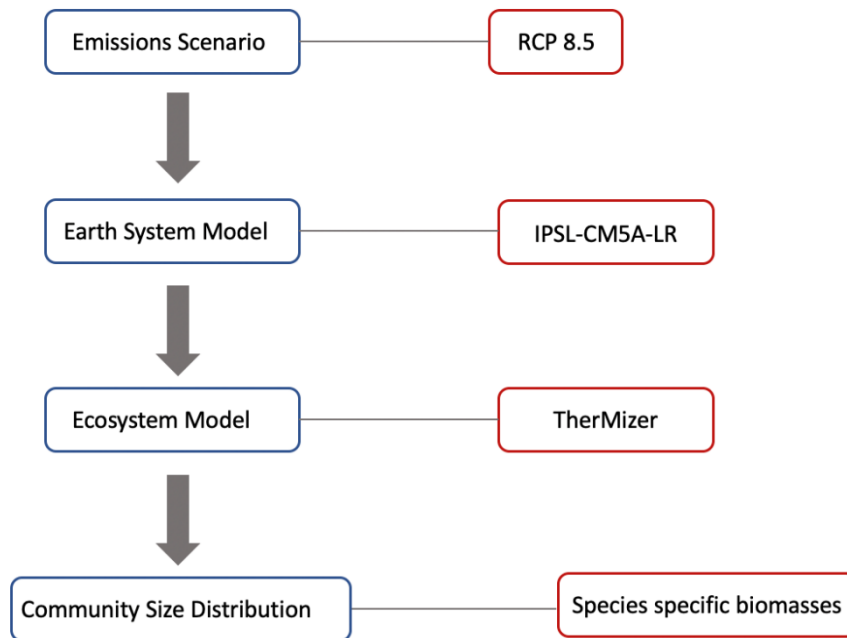 Emissions Scenario
RCP 8.5
Earth System Model
IPSL-CM5A-LR
Ecosystem Model
TherMizer
Community Size Distribution
Species specific biomasses